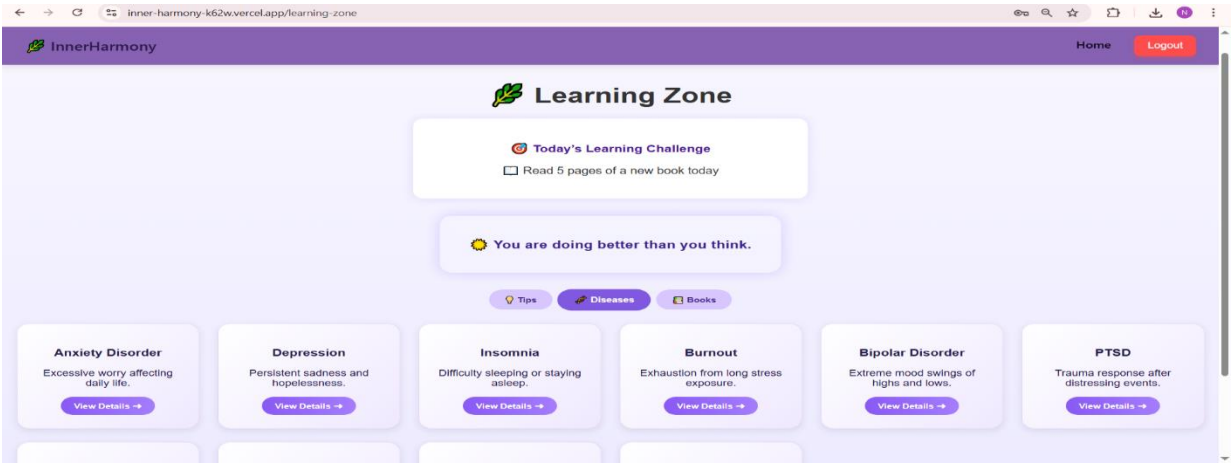 inner-harmony-k62w.vercel.app/learning-zone
N
InnerHarmony
Home
Logout
Learning Zone
Today's Learning Challenge
Read 5 pages of a new book today
You are doing better than you think.
Tips
Diseases
Books
Anxiety Disorder
Excessive worry affecting
daily life.
View Details →
Depression
Persistent sadness and
hopelessness.
View Details →
Insomnia
Difficulty sleeping or staying
asleep.
View Details →
Burnout
Exhaustion from long stress
exposure.
View Details →
Bipolar Disorder
Extreme mood swings of
highs and lows.
View Details →
PTSD
Trauma response after
distressing events.
View Details →